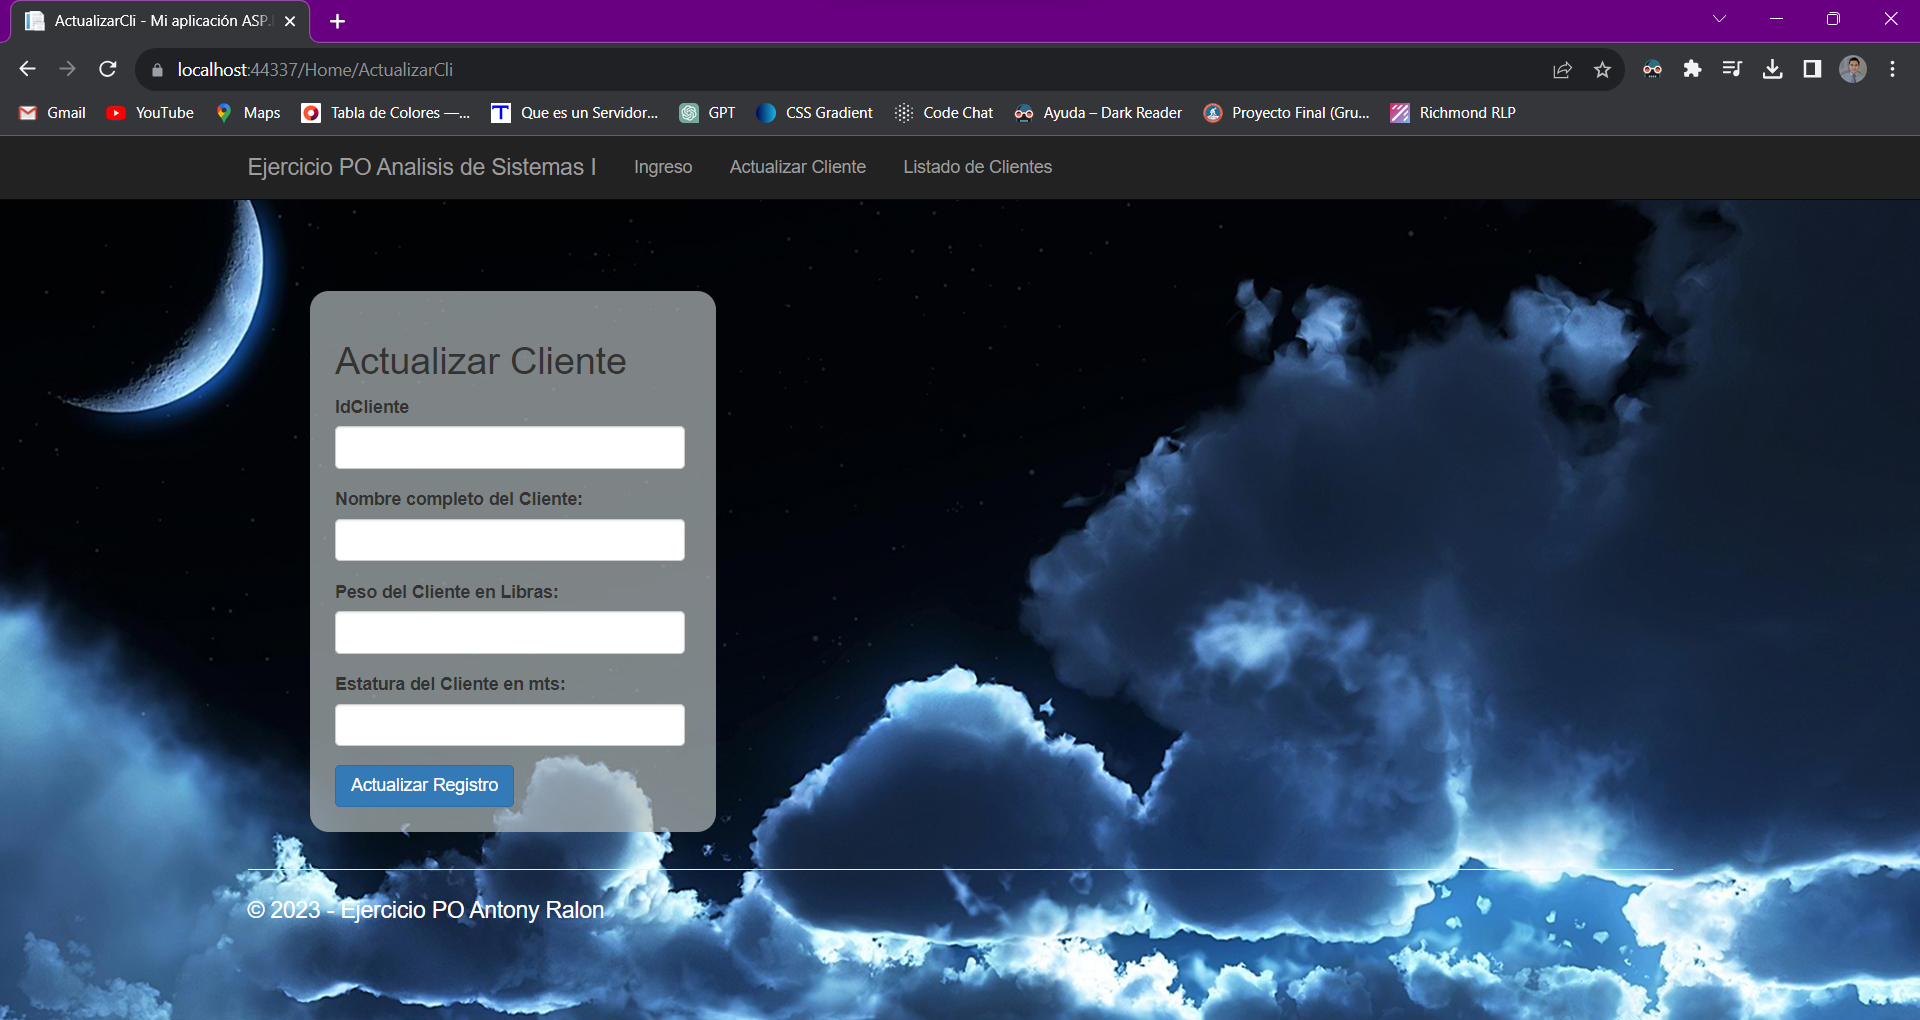 ActualizarCli - Mi aplicación ASP.
localhost:44337/Home/ActualizarCli
Gmail YouTube Maps Tabla de Colores —... Que es un Servidor... GPT CSS Gradient Code Chat Ayuda – Dark Reader Proyecto Final (Gru... Richmond RLP
Ejercicio PO Analisis de Sistemas I Ingreso Actualizar Cliente Listado de Clientes
Actualizar Cliente
IdCliente
Nombre completo del Cliente:
Peso del Cliente en Libras:
Estatura del Cliente en mts:
Actualizar Registro
© 2023 - Ejercicio PO Antony Ralon